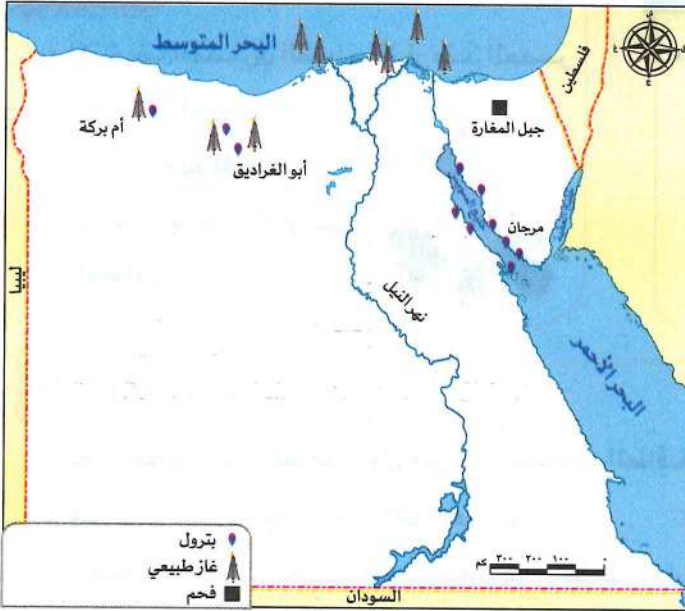 البحر المتوسط
فلسطين
أم بركة
جبل المغارة
أبو الغراديق
مرجان
ليبيا
نهر النيل
البحر الأحمر
بترول
غاز طبيعي
فحم
٣٠٠ ٢٠٠ ١٠٠ ٠
كم
السودان